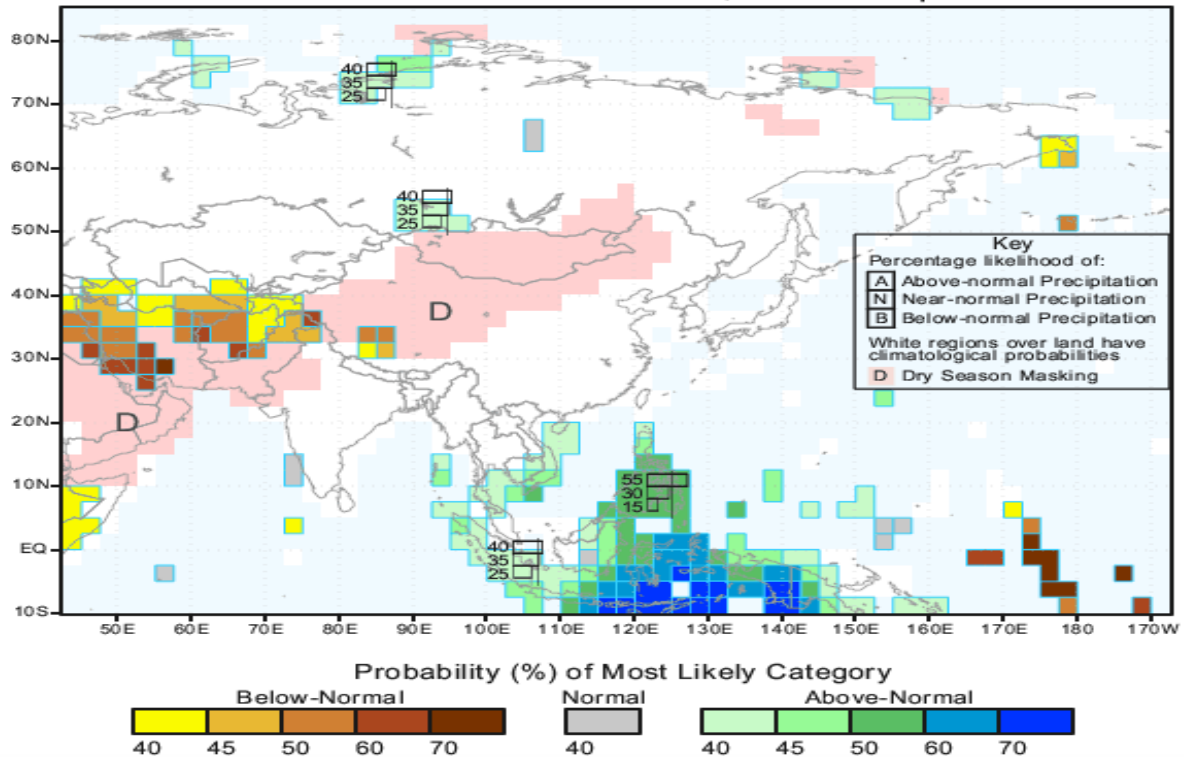 80N
70N
60N
50N
40N
30N
20N
10N
EQ
10S
40
35
25
40
35
25
D
D
55
30
15
40
35
25
Key
Percentage likelihood of:
A Above-normal Precipitation
N Near-normal Precipitation
B Below-normal Precipitation
White regions over land have
climatological probabilities
D Dry Season Masking
50E 60E 70E 80E 90E 100E 110E 120E 130E 140E 150E 160E 170E 180 170W
Probability (%) of Most Likely Category
Below-Normal Normal Above-Normal
40 45 50 60 70 40 40 45 50 60 70